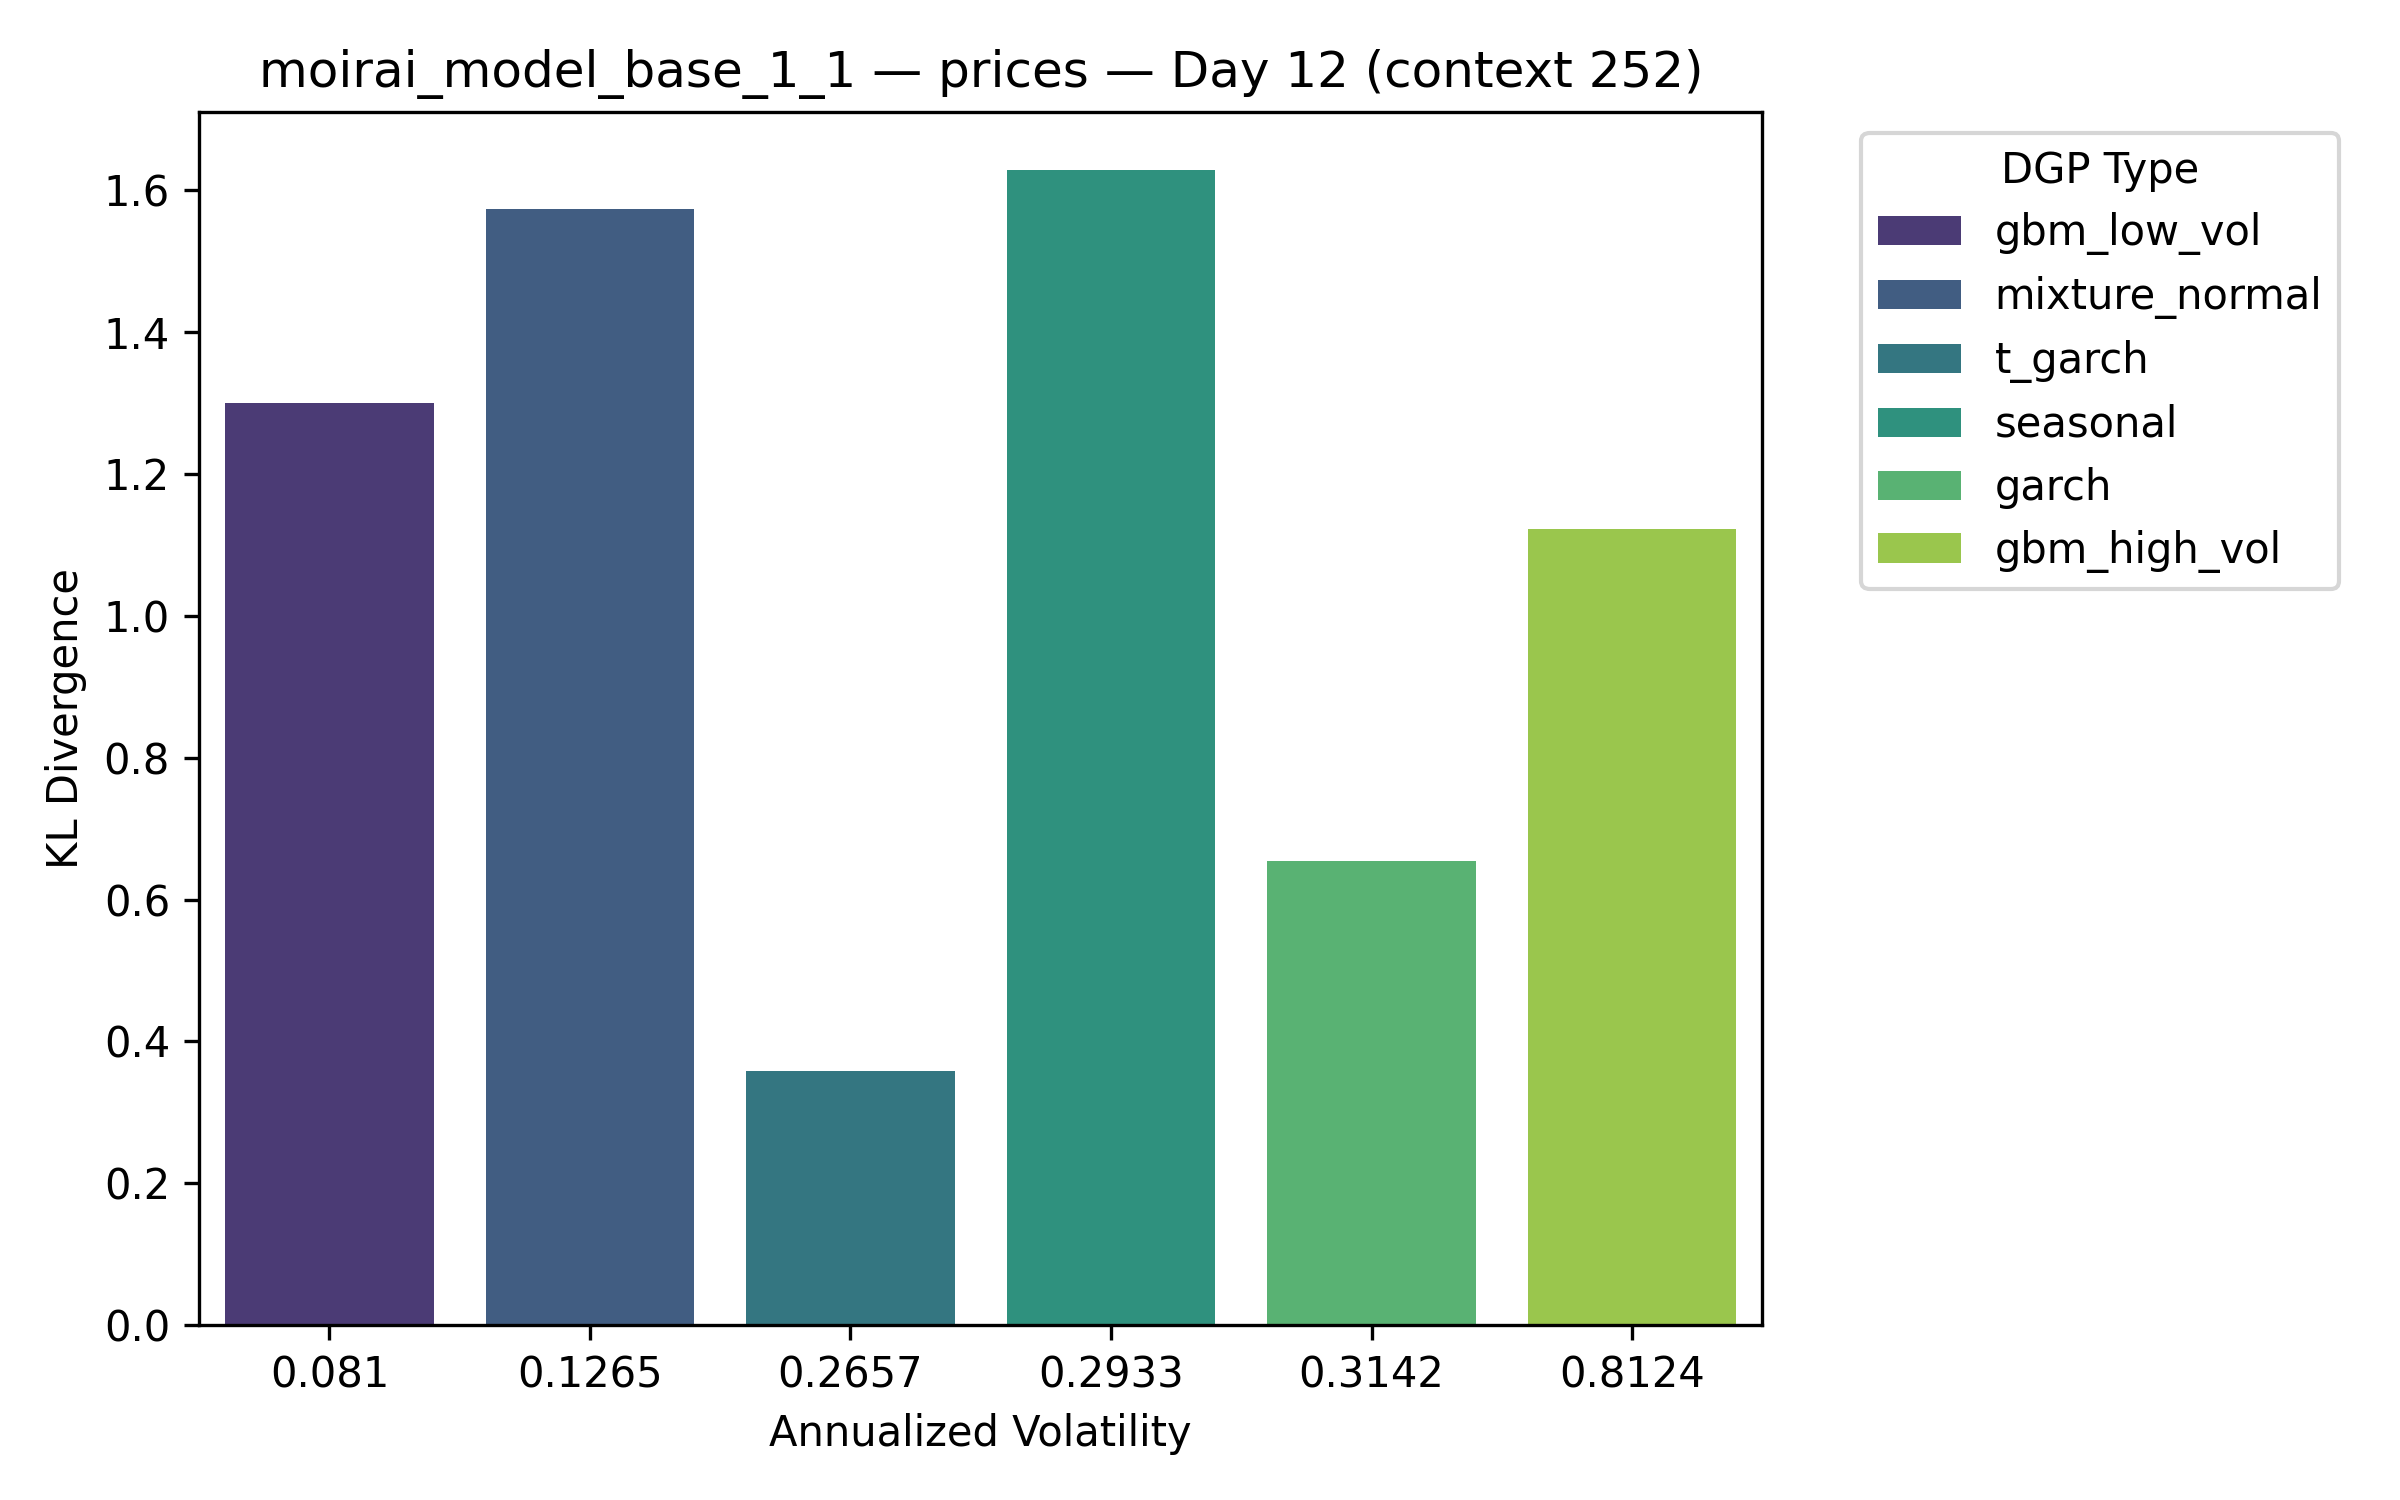 moirai_model_base_1_1 — prices — Day 12 (context 252)
KL Divergence
1.6
1.4
1.2
1.0
0.8
0.6
0.4
0.2
0.0
0.081 0.1265 0.2657 0.2933 0.3142 0.8124
Annualized Volatility
DGP Type
gbm_low_vol
mixture_normal
t_garch
seasonal
garch
gbm_high_vol